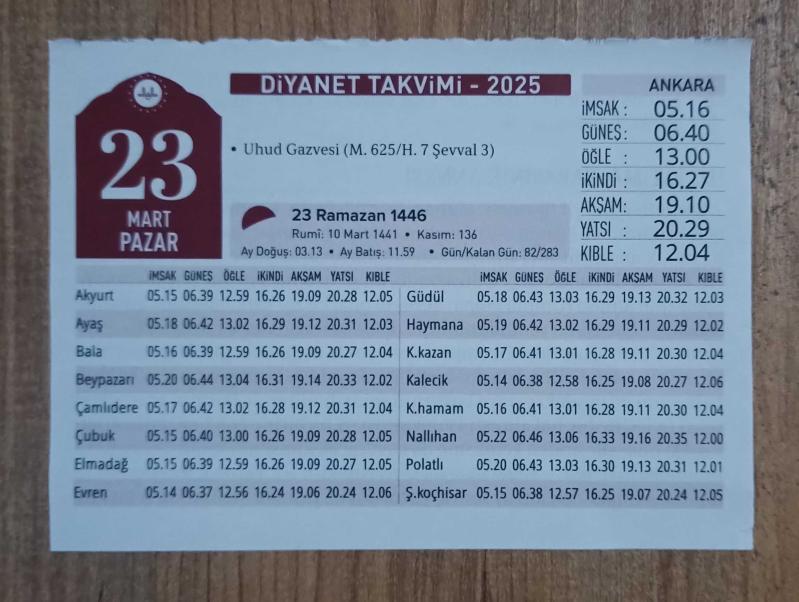 DİYANET TAKVİMİ - 2025
23
MART
PAZAR
• Uhud Gazvesi (M. 625/H. 7 Şevval 3)
23 Ramazan 1446
Rumî: 10 Mart 1441 • Kasım: 136
Ay Doğuş: 03.13 • Ay Batış: 11.59 • Gün/Kalan Gün: 82/283
ANKARA
İMSAK : 05.16
GÜNEŞ: 06.40
ÖĞLE : 13.00
İKİNDİ : 16.27
AKŞAM: 19.10
YATSI : 20.29
KIBLE : 12.04
İMSAK GÜNEŞ ÖĞLE İKİNDİ AKŞAM YATSI KIBLE
Akyurt 05.15 06.39 12.59 16.26 19.09 20.28 12.05
Ayaş 05.18 06.42 13.02 16.29 19.12 20.31 12.03
Bala 05.16 06.39 12.59 16.26 19.09 20.27 12.04
Beypazarı 05.20 06.44 13.04 16.31 19.14 20.33 12.02
Çamlıdere 05.17 06.42 13.02 16.28 19.12 20.31 12.04
Çubuk 05.15 06.40 13.00 16.26 19.09 20.28 12.05
Elmadağ 05.15 06.39 12.59 16.26 19.09 20.27 12.05
Evren 05.14 06.37 12.56 16.24 19.06 20.24 12.06
İMSAK GÜNEŞ ÖĞLE İKİNDİ AKŞAM YATSI KIBLE
Güdül 05.18 06.43 13.03 16.29 19.13 20.32 12.03
Haymana 05.19 06.42 13.02 16.29 19.11 20.29 12.02
K.kazan 05.17 06.41 13.01 16.28 19.11 20.30 12.04
Kalecik 05.14 06.38 12.58 16.25 19.08 20.27 12.06
K.hamam 05.16 06.41 13.01 16.28 19.11 20.30 12.04
Nallıhan 05.22 06.46 13.06 16.33 19.16 20.35 12.00
Polatlı 05.20 06.43 13.03 16.30 19.13 20.31 12.01
Ş.koçhisar 05.15 06.38 12.57 16.25 19.07 20.24 12.05